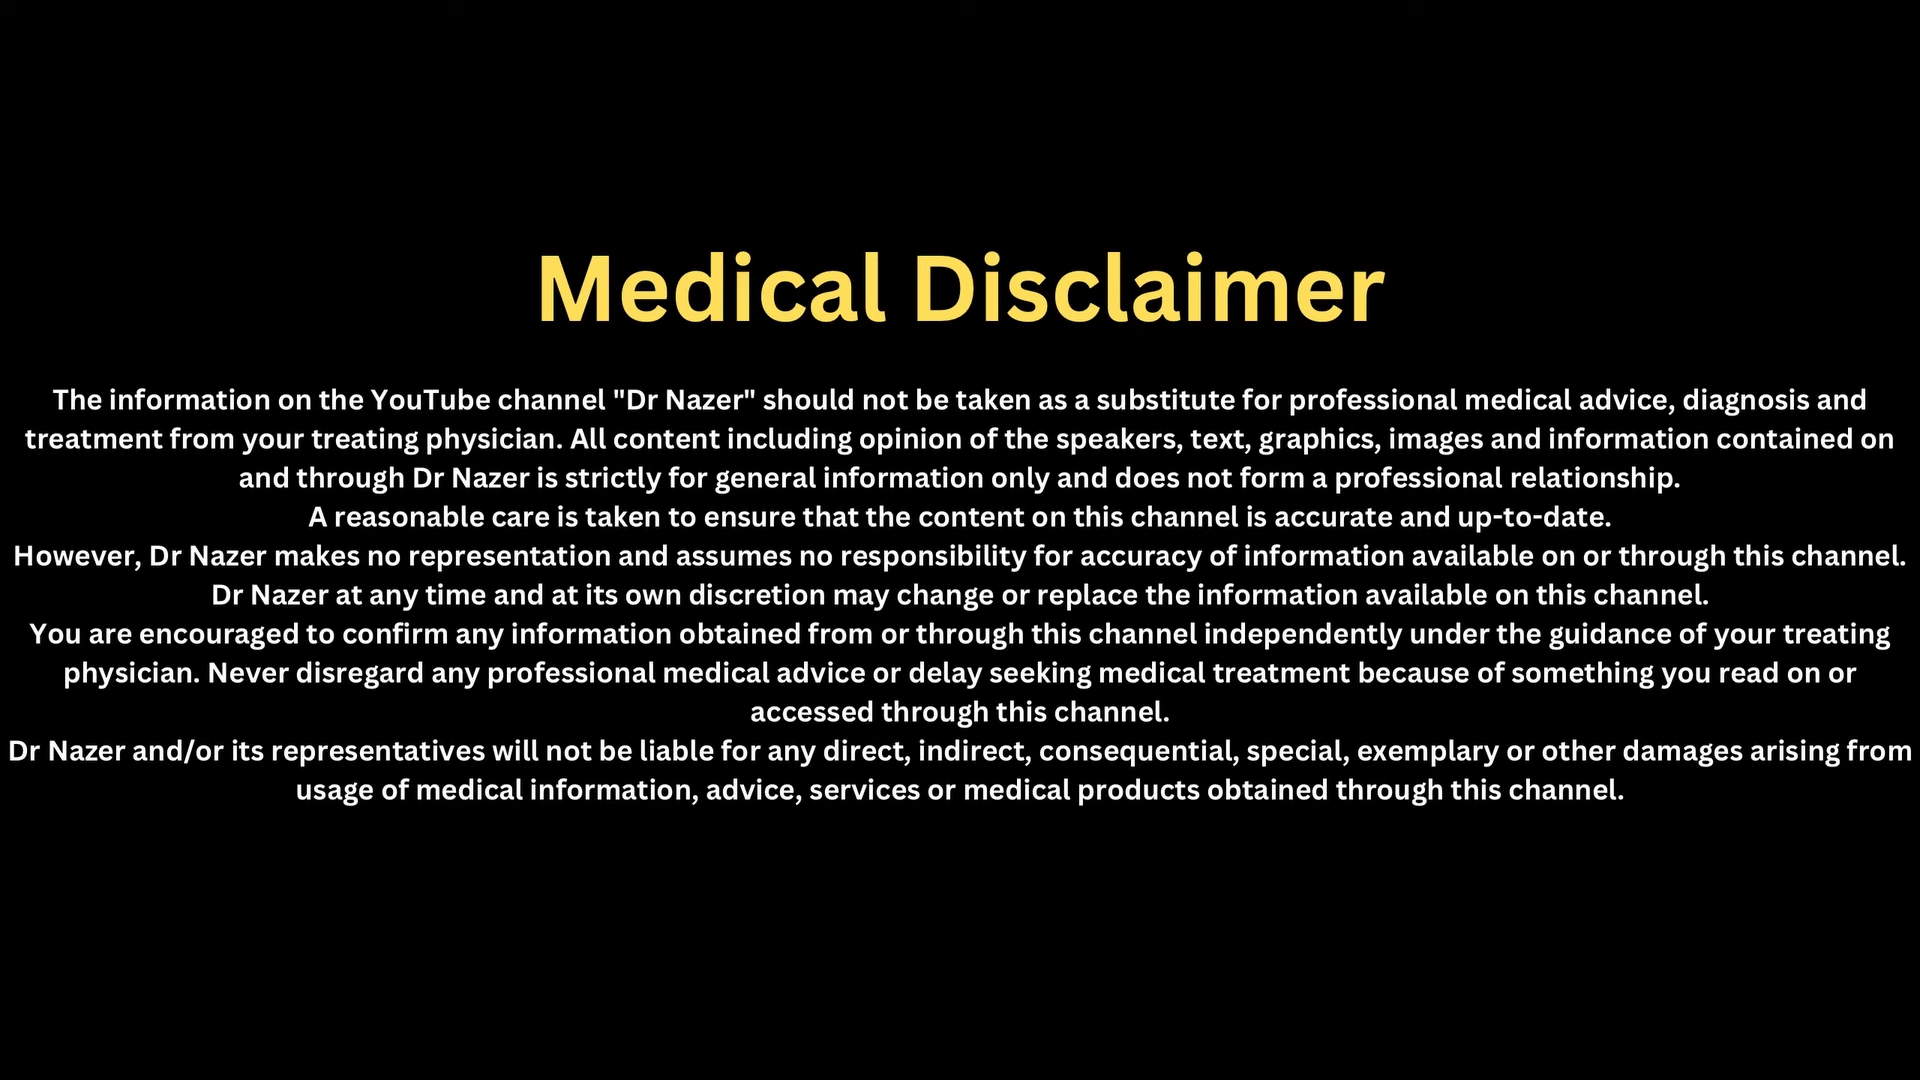 Medical Disclaimer
The information on the YouTube channel "Dr Nazer" should not be taken as a substitute for professional medical advice, diagnosis and
treatment from your treating physician. All content including opinion of the speakers, text, graphics, images and information contained on
and through Dr Nazer is strictly for general information only and does not form a professional relationship.
A reasonable care is taken to ensure that the content on this channel is accurate and up-to-date.
However, Dr Nazer makes no representation and assumes no responsibility for accuracy of information available on or through this channel.
Dr Nazer at any time and at its own discretion may change or replace the information available on this channel.
You are encouraged to confirm any information obtained from or through this channel independently under the guidance of your treating
physician. Never disregard any professional medical advice or delay seeking medical treatment because of something you read on or
accessed through this channel.
Dr Nazer and/or its representatives will not be liable for any direct, indirect, consequential, special, exemplary or other damages arising from
usage of medical information, advice, services or medical products obtained through this channel.